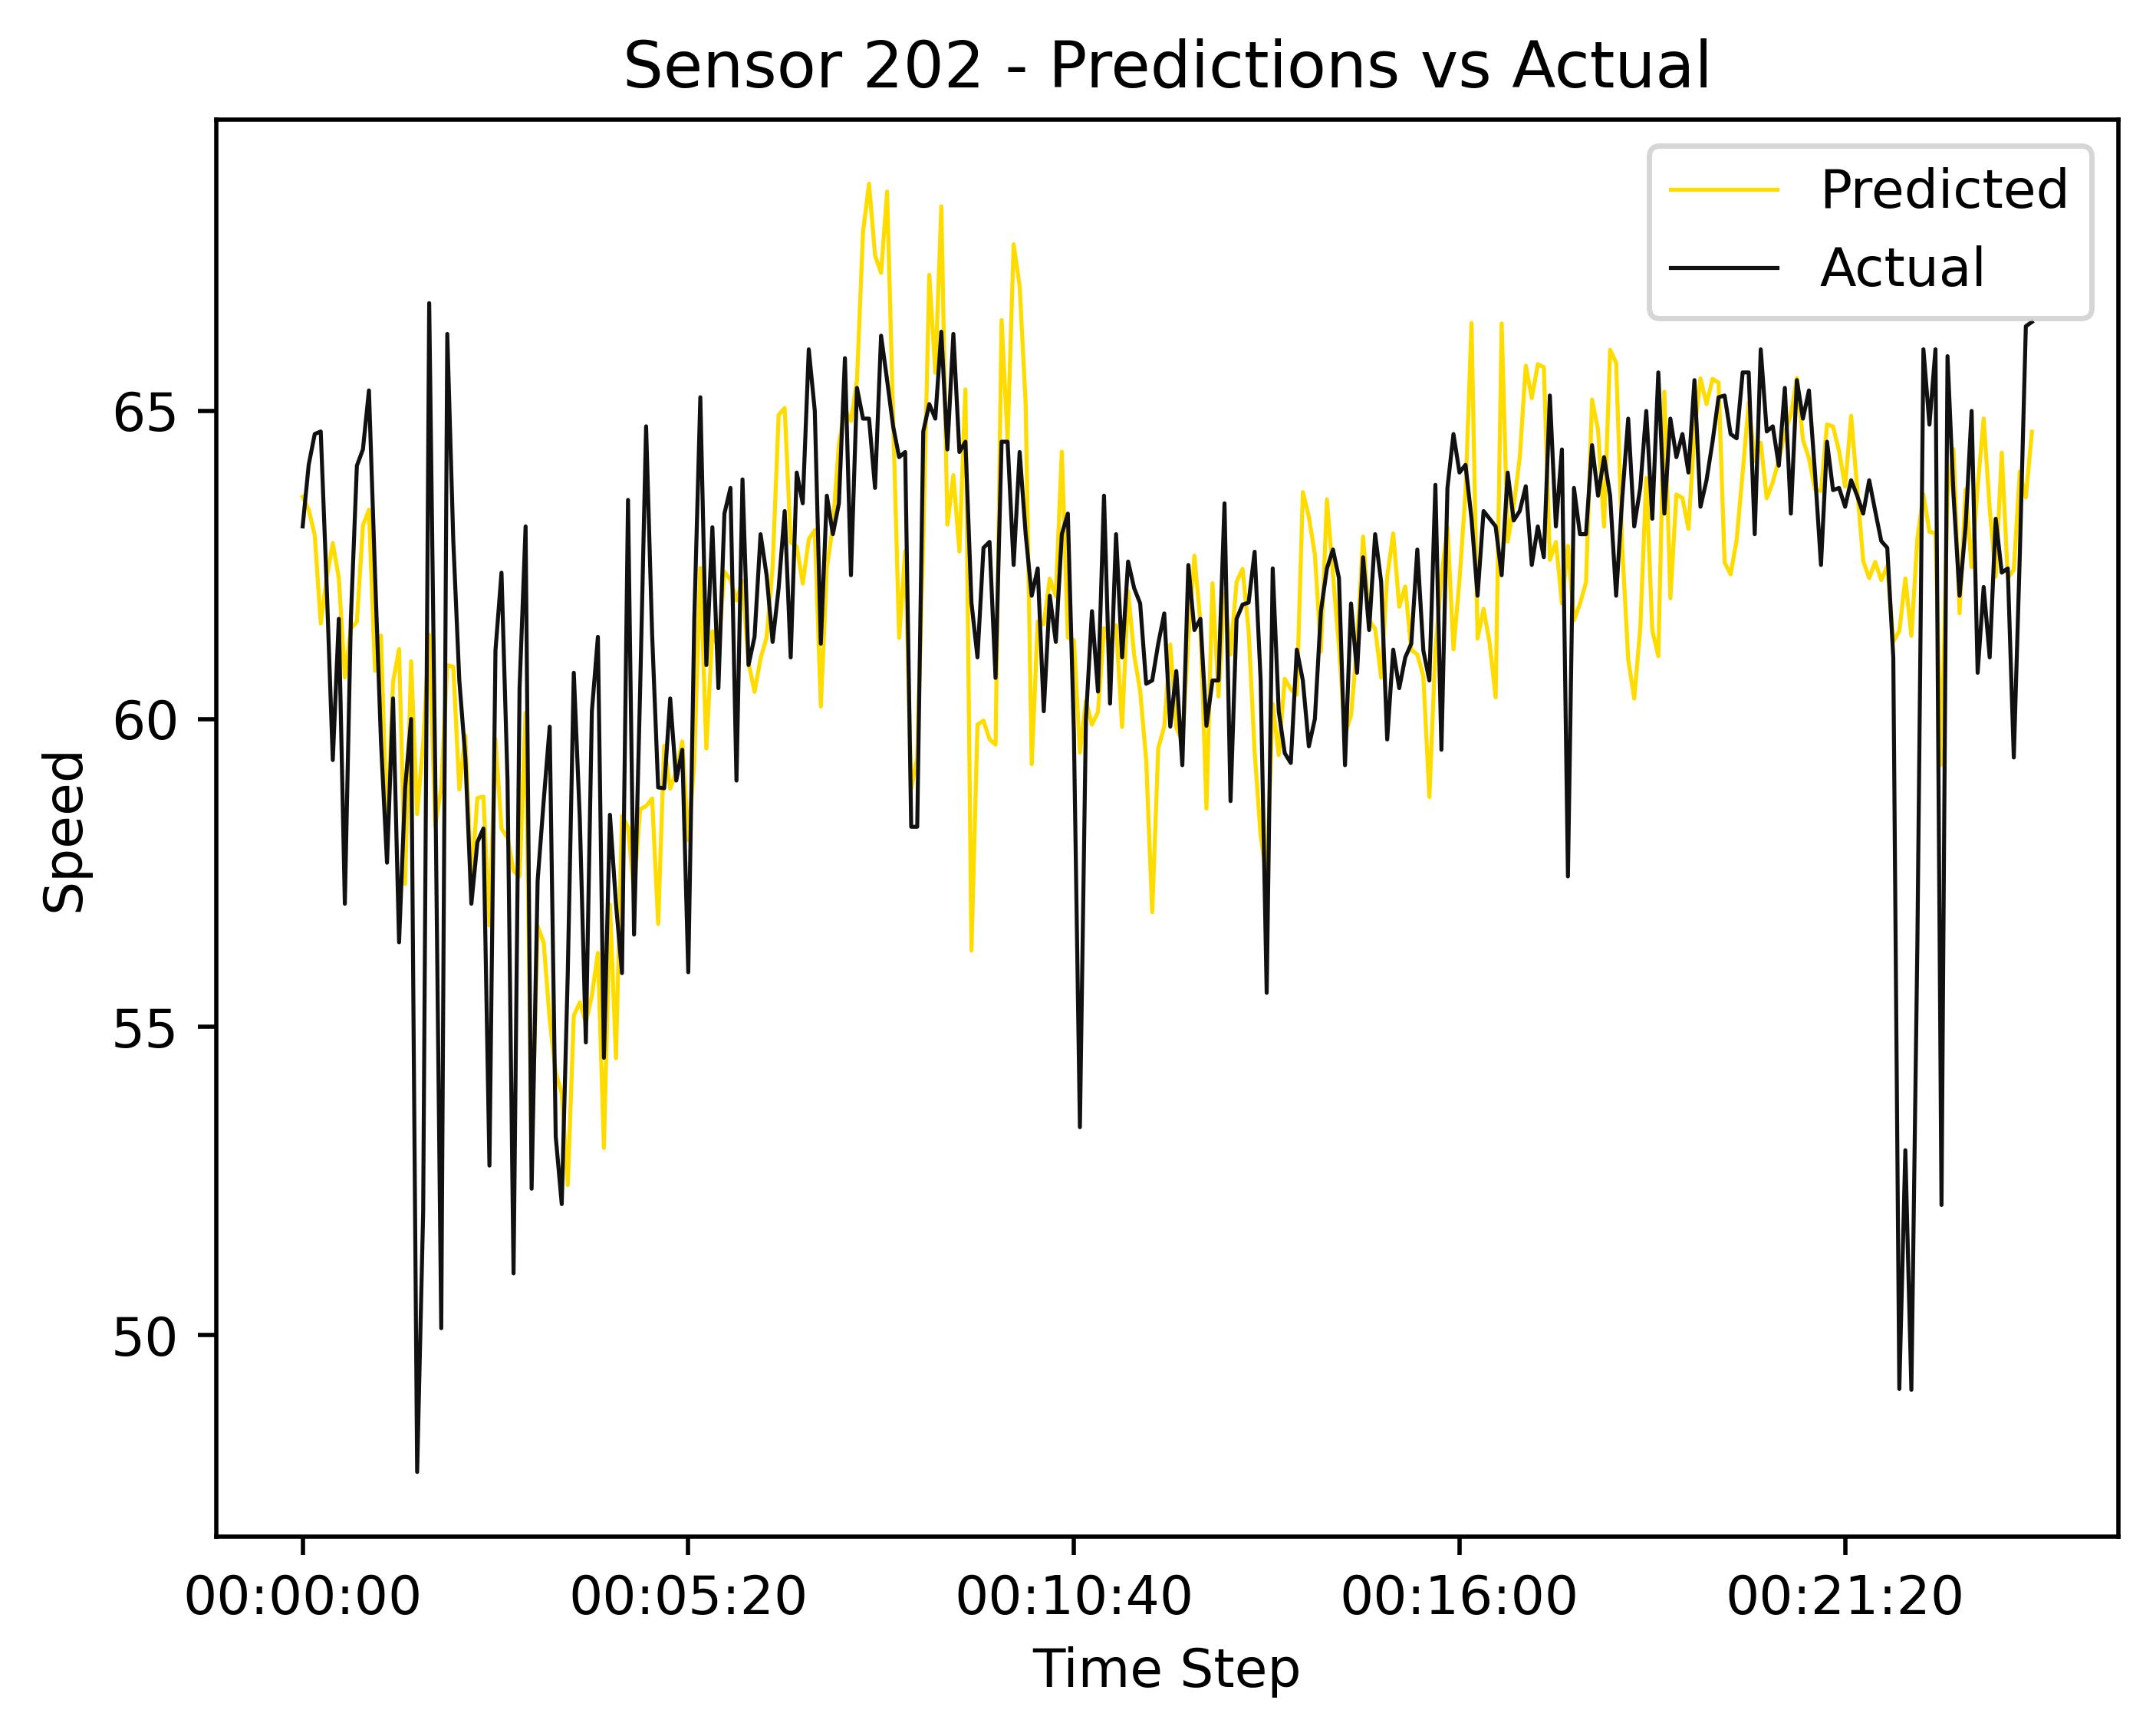 Sensor 202 - Predictions vs Actual
Predicted
Actual
65
60
55
50
Speed
00:00:00 00:05:20 00:10:40 00:16:00 00:21:20
Time Step